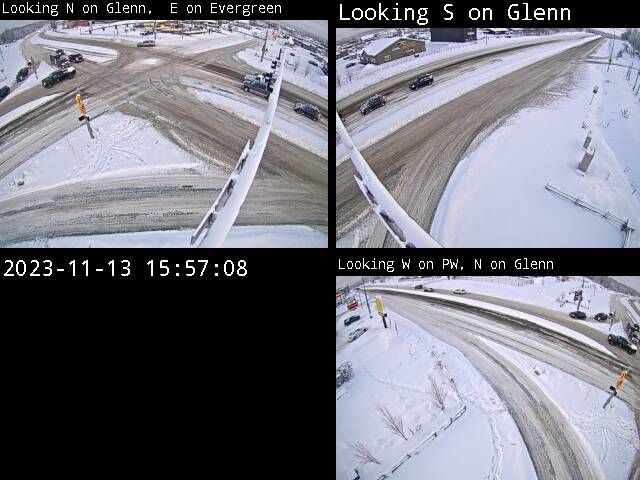 Looking N on Glenn, E on Evergreen
Looking S on Glenn
2023-11-13 15:57:08
Looking W on PW, N on Glenn